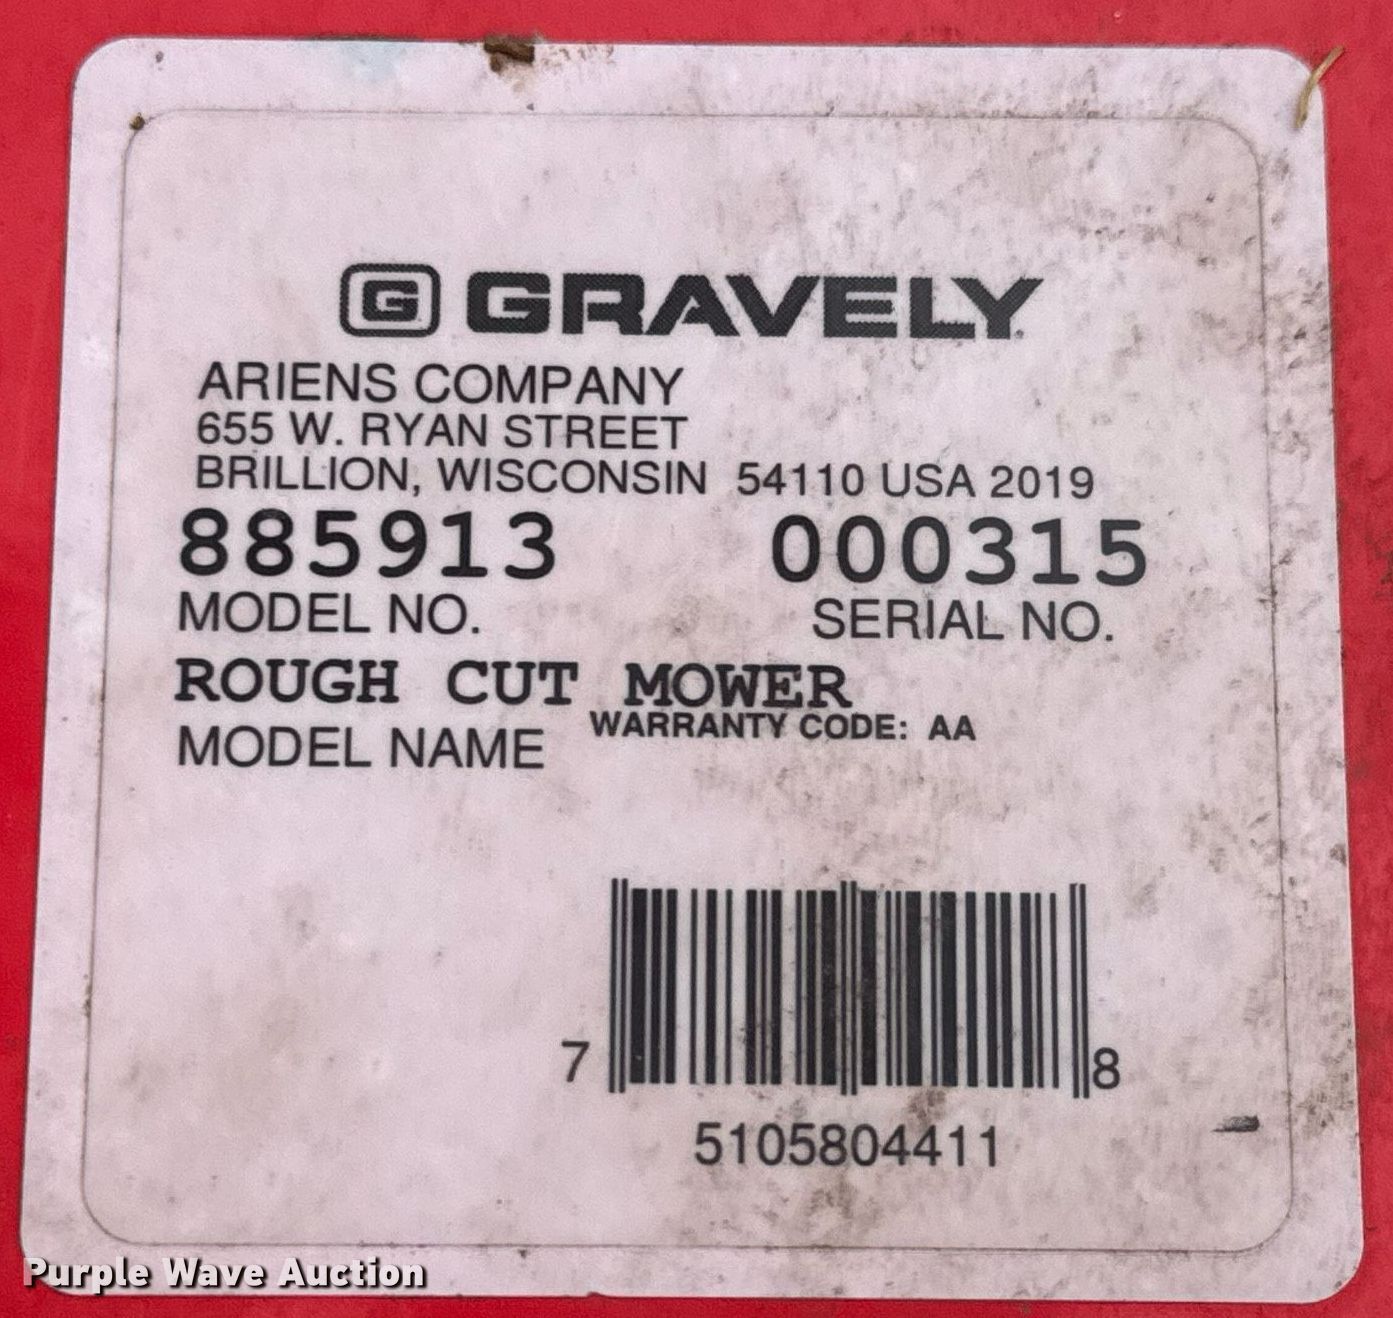 G GRAVELY
ARIENS COMPANY
655 W. RYAN STREET
BRILLION, WISCONSIN 54110 USA 2019
885913 000315
MODEL NO. SERIAL NO.
ROUGH CUT MOWER
WARRANTY CODE: AA
MODEL NAME
7 8
5105804411
Purple Wave Auction